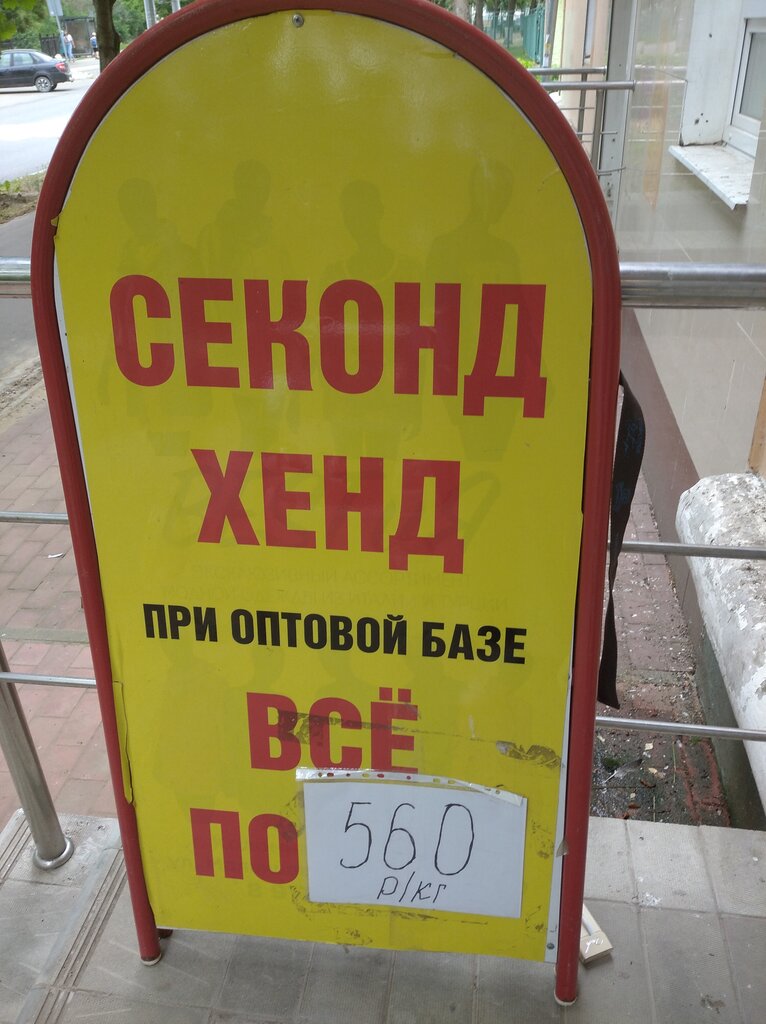 СЕКОНД
ХЕНД
ПРИ ОПТОВОЙ БАЗЕ
ВСЁ
ПО 560
р/кг